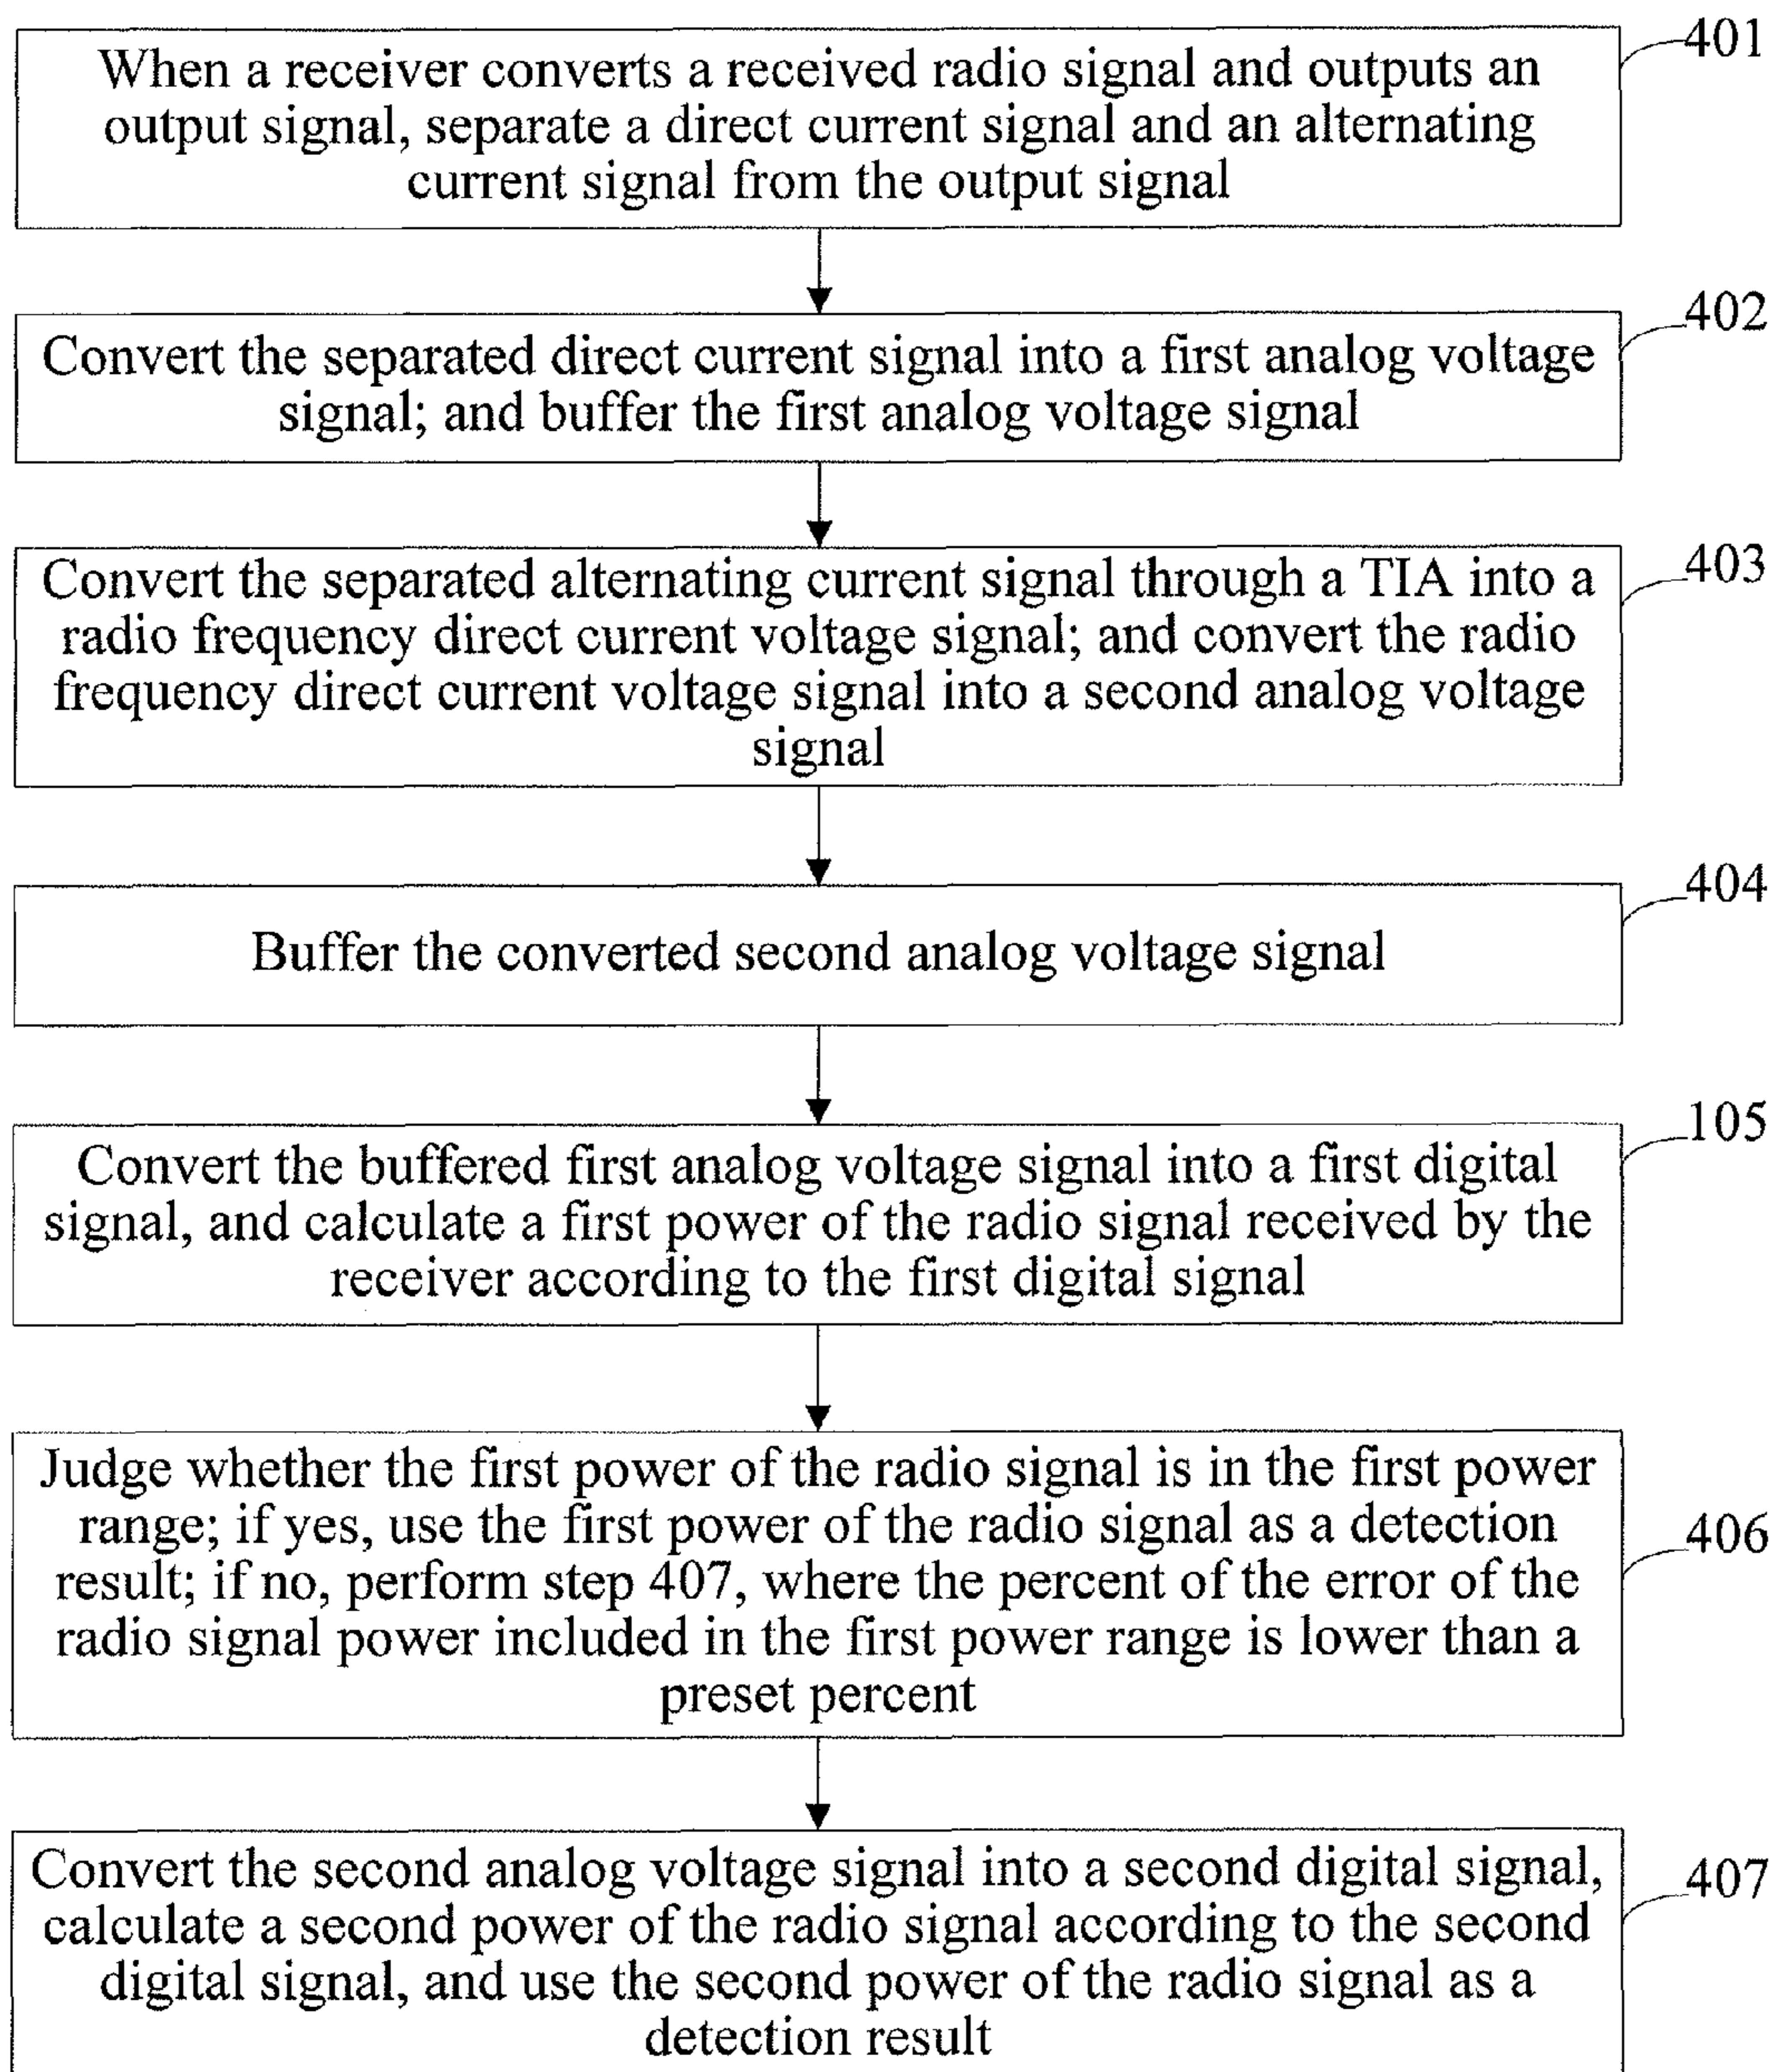 401
When a receiver converts a received radio signal and outputs an
output signal, separate a direct current signal and an alternating
current signal from the output signal
402
Convert the separated direct current signal into a first analog voltage
signal; and buffer the first analog voltage signal
403
Convert the separated alternating current signal through a TIA into a
radio frequency direct current voltage signal; and convert the radio
frequency direct current voltage signal into a second analog voltage
signal
404
Buffer the converted second analog voltage signal
105
Convert the buffered first analog voltage signal into a first digital
signal, and calculate a first power of the radio signal received by the
receiver according to the first digital signal
406
Judge whether the first power of the radio signal is in the first power
range; if yes, use the first power of the radio signal as a detection
result; if no, perform step 407, where the percent of the error of the
radio signal power included in the first power range is lower than a
preset percent
407
Convert the second analog voltage signal into a second digital signal,
calculate a second power of the radio signal according to the second
digital signal, and use the second power of the radio signal as a
detection result